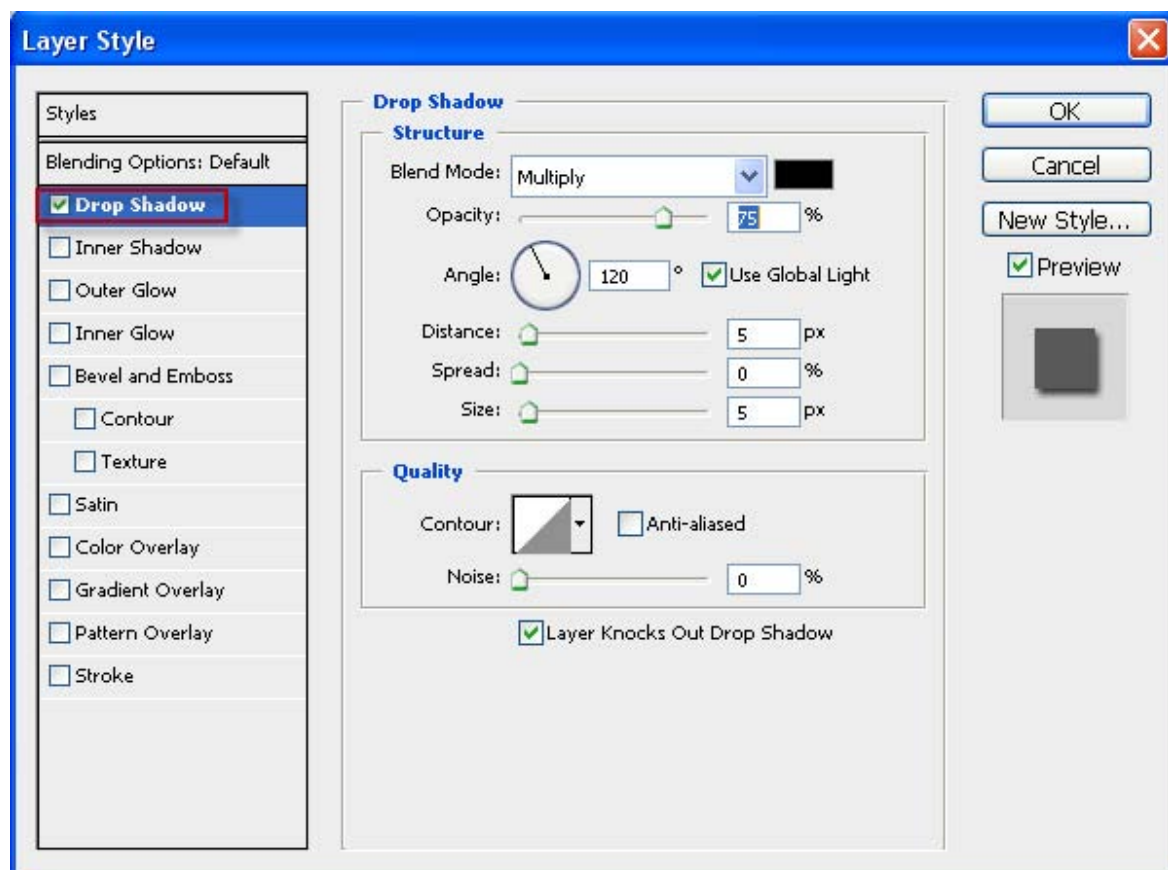 Layer Style
Styles
Blending Options: Default
Drop Shadow
Inner Shadow
Outer Glow
Inner Glow
Bevel and Emboss
Contour
Texture
Satin
Color Overlay
Gradient Overlay
Pattern Overlay
Stroke
Drop Shadow
Structure
Blend Mode: Multiply
Opacity: 75 %
Angle: 120 ° Use Global Light
Distance: 5 px
Spread: 0 %
Size: 5 px
Quality
Contour: Anti-aliased
Noise: 0 %
Layer Knocks Out Drop Shadow
OK
Cancel
New Style...
Preview